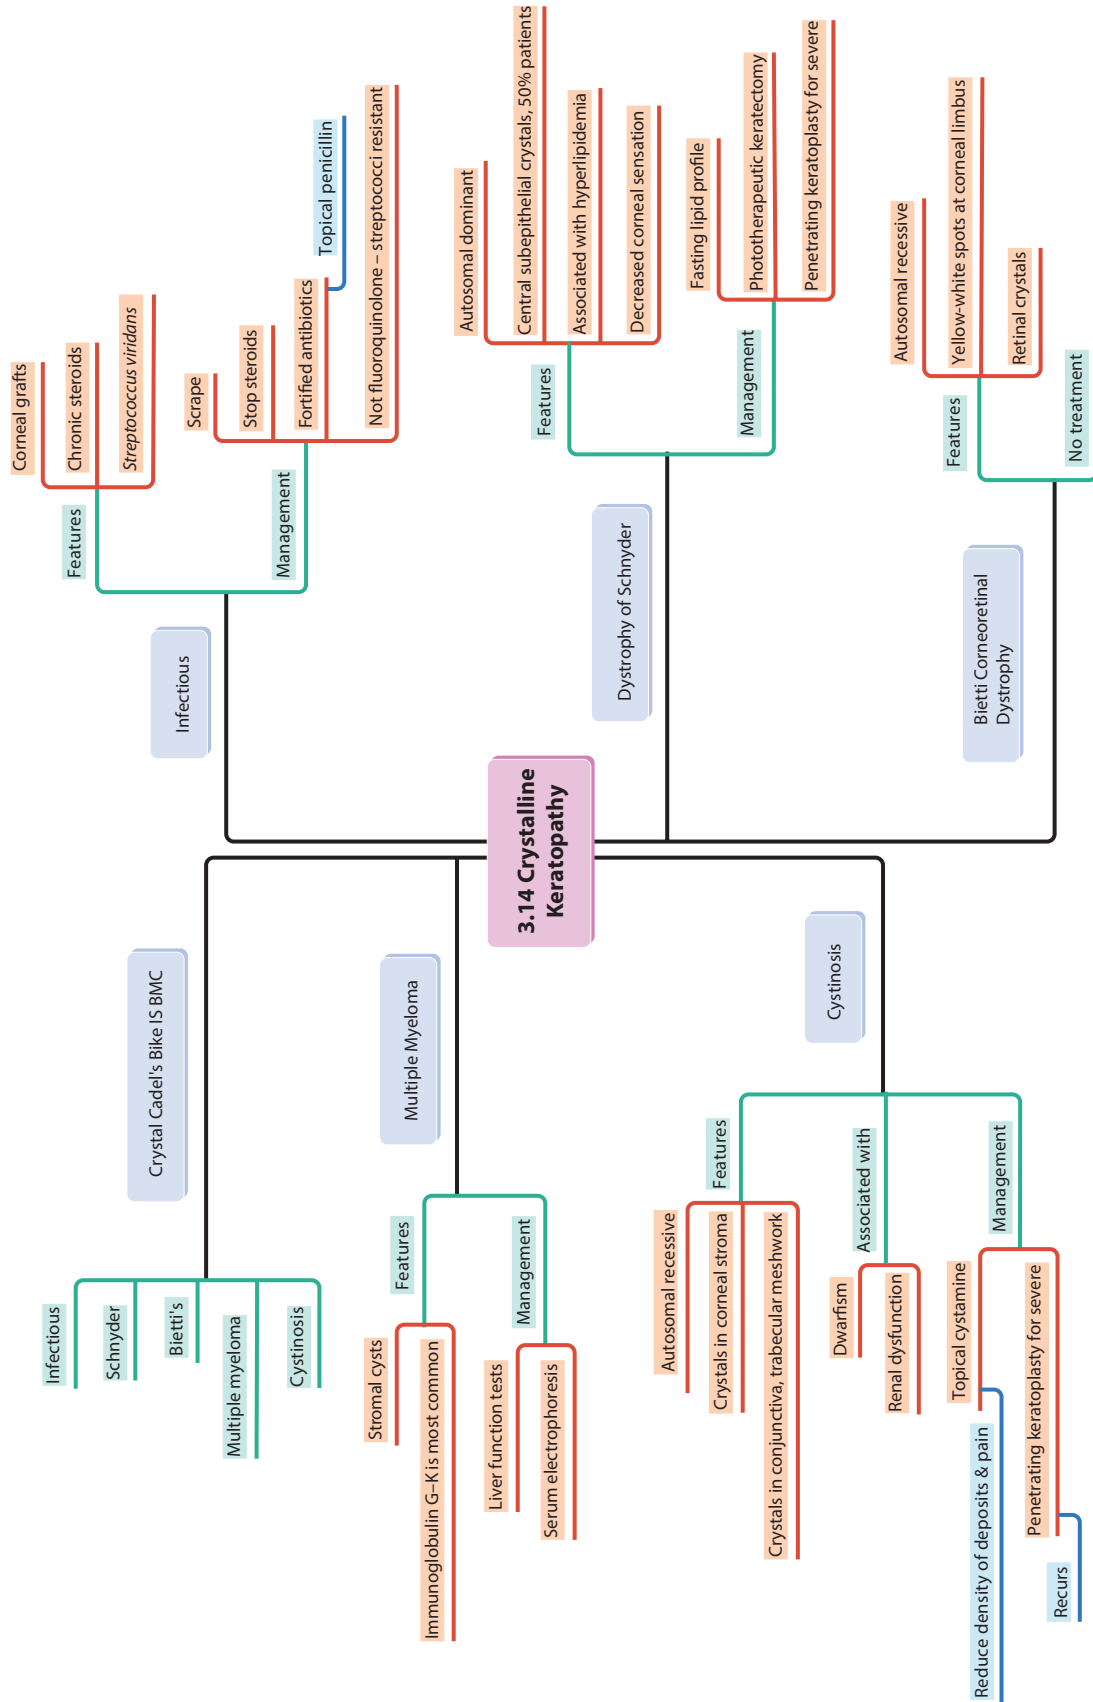 3.14 Crystalline
Keratopathy
Crystal Cadel's Bike IS BMC
Infectious
Schnyder
Bietti's
Multiple myeloma
Cystinosis
Multiple Myeloma
Features
Stromal cysts
Immunoglobulin G–K is most common
Management
Liver function tests
Serum electrophoresis
Cystinosis
Features
Autosomal recessive
Crystals in corneal stroma
Crystals in conjunctiva, trabecular meshwork
Associated with
Dwarfism
Renal dysfunction
Management
Topical cystamine
Reduce density of deposits & pain
Penetrating keratoplasty for severe
Recurs
Infectious
Features
Corneal grafts
Chronic steroids
Streptococcus viridans
Management
Scrape
Stop steroids
Fortified antibiotics
Topical penicillin
Not fluoroquinolone – streptococci resistant
Dystrophy of Schnyder
Features
Autosomal dominant
Central subepithelial crystals, 50% patients
Associated with hyperlipidemia
Decreased corneal sensation
Management
Fasting lipid profile
Phototherapeutic keratectomy
Penetrating keratoplasty for severe
Bietti Corneoretinal
Dystrophy
Features
Autosomal recessive
Yellow-white spots at corneal limbus
Retinal crystals
No treatment